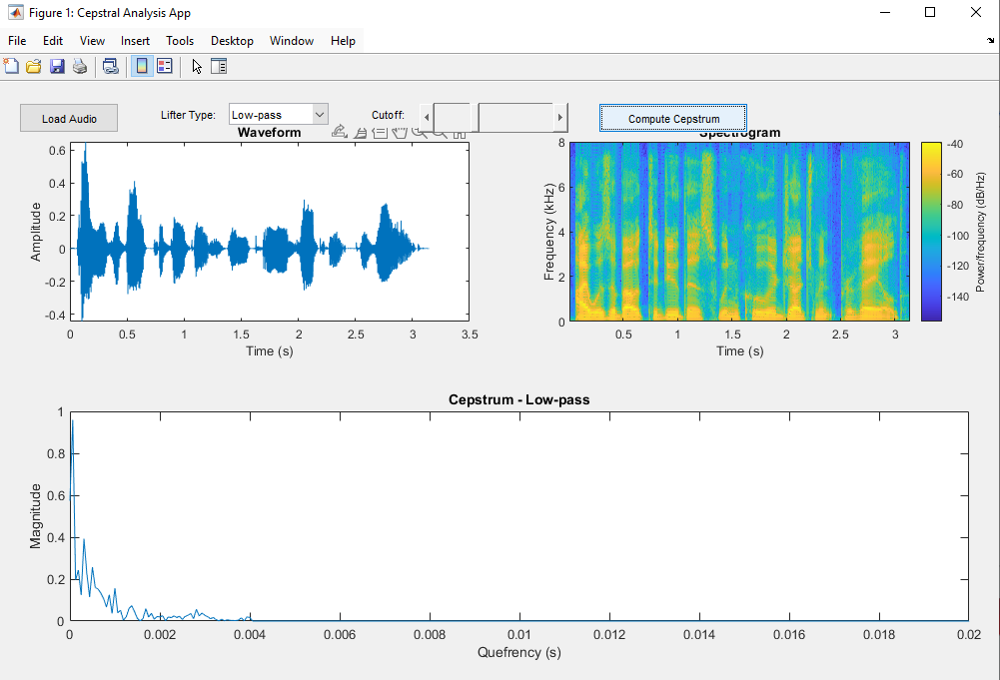 Figure 1: Cepstral Analysis App
File Edit View Insert Tools Desktop Window Help
Load Audio
Lifter Type:
Low-pass
Cutoff:
Compute Cepstrum
Waveform
0.6
0.4
0.2
0
-0.2
-0.4
Amplitude
0 0.5 1 1.5 2 2.5 3 3.5
Time (s)
Spectrogram
8
6
4
2
0
Frequency (kHz)
0.5 1 1.5 2 2.5 3
Time (s)
-40
-60
-80
-100
-120
-140
Power/frequency (dB/Hz)
Cepstrum - Low-pass
1
0.8
0.6
0.4
0.2
0
Magnitude
0 0.002 0.004 0.006 0.008 0.01 0.012 0.014 0.016 0.018 0.02
Quefrency (s)